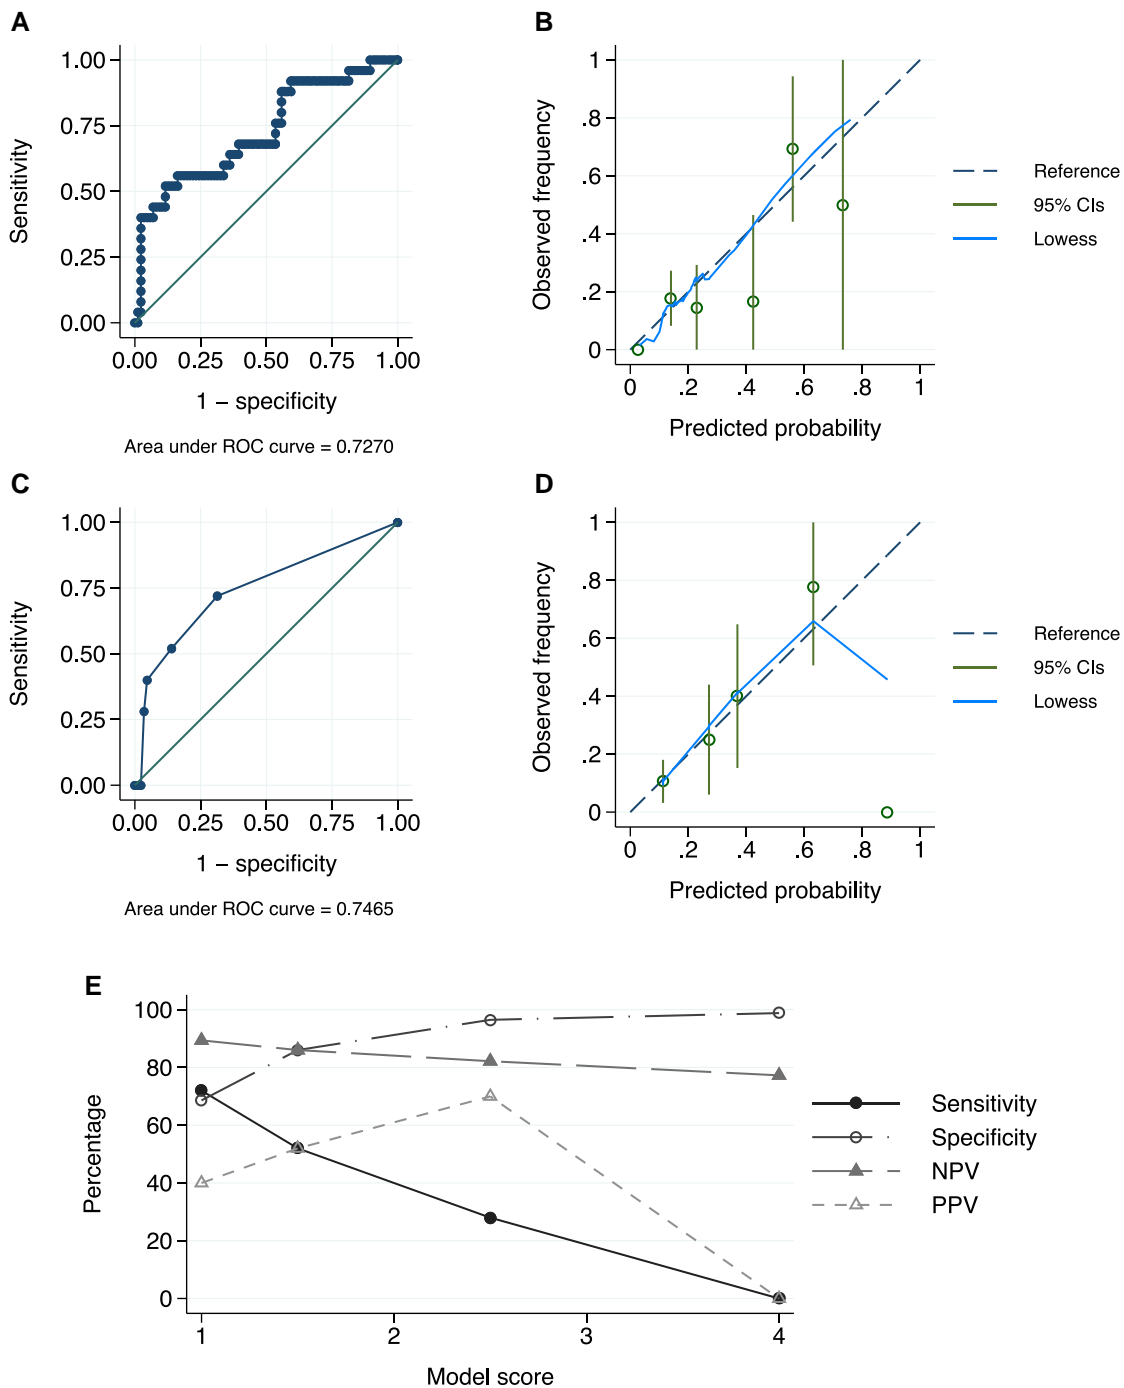 A
1.00
0.75
0.50
0.25
0.00
Sensitivity
0.00 0.25 0.50 0.75 1.00
1 – specificity
Area under ROC curve = 0.7270
B
1
.8
.6
.4
.2
0
Observed frequency
0 .2 .4 .6 .8 1
Predicted probability
Reference
95% CIs
Lowess
C
1.00
0.75
0.50
0.25
0.00
Sensitivity
0.00 0.25 0.50 0.75 1.00
1 – specificity
Area under ROC curve = 0.7465
D
1
.8
.6
.4
.2
0
Observed frequency
0 .2 .4 .6 .8 1
Predicted probability
Reference
95% CIs
Lowess
E
100
80
60
40
20
0
Percentage
1 2 3 4
Model score
Sensitivity
Specificity
NPV
PPV